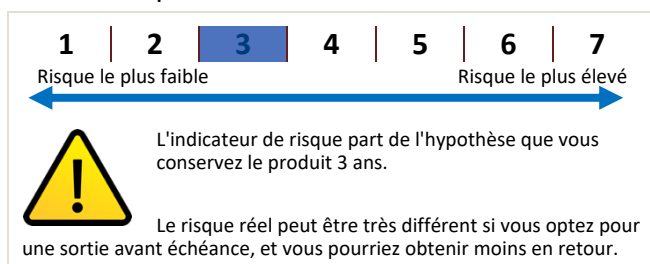 1 2 3 4 5 6 7
Risque le plus faible Risque le plus élevé
L'indicateur de risque part de l'hypothèse que vous
conservez le produit 3 ans.
Le risque réel peut être très différent si vous optez pour
une sortie avant échéance, et vous pourriez obtenir moins en retour.